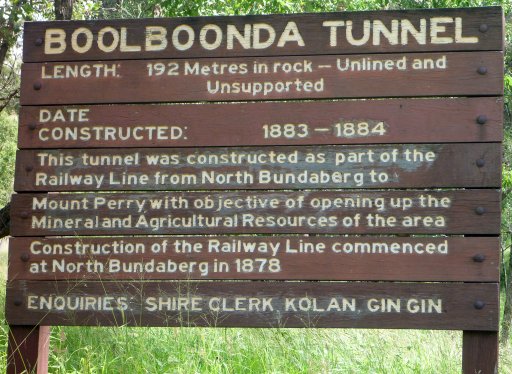 BOOLBOONDA TUNNEL
LENGTH: 192 Metres in rock – Unlined and
Unsupported
DATE
CONSTRUCTED: 1883 – 1884
This tunnel was constructed as part of the
Railway Line from North Bundaberg to
Mount Perry with objective of opening up the
Mineral and Agricultural Resources of the area
Construction of the Railway Line commenced
at North Bundaberg in 1878
ENQUIRIES: SHIRE CLERK KOLAN GIN GIN